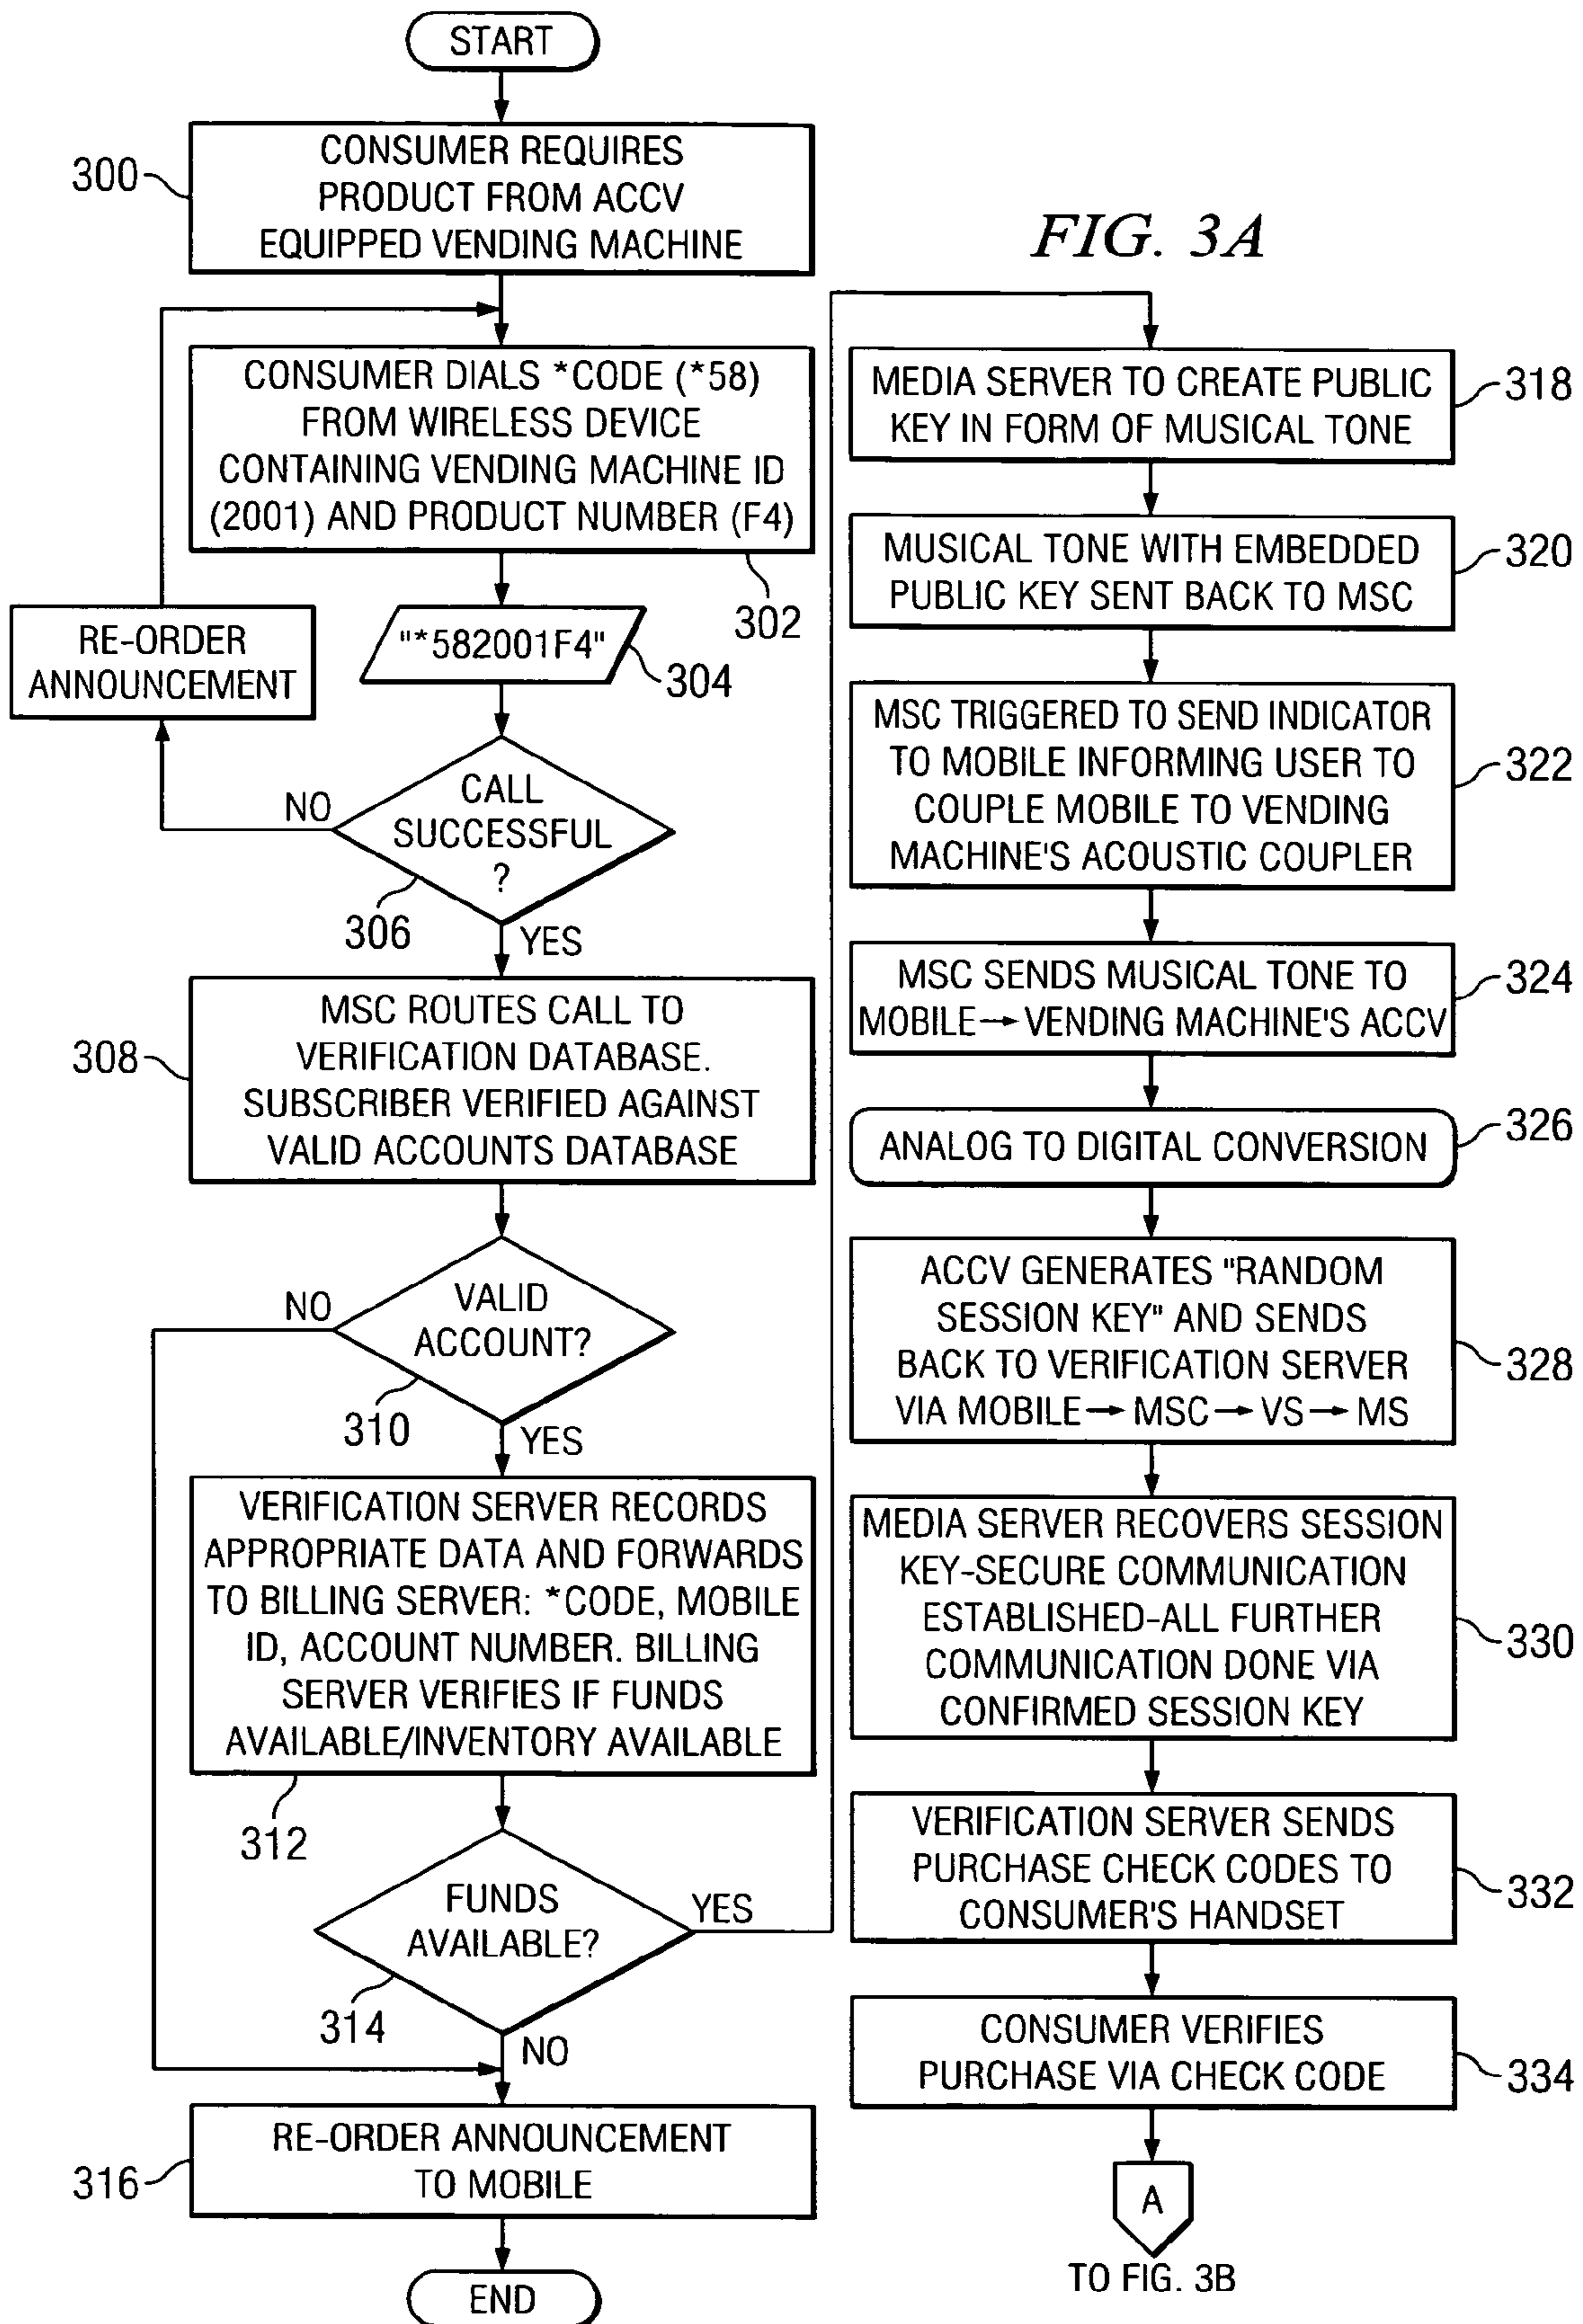 START
300
CONSUMER REQUIRES
PRODUCT FROM ACCV
EQUIPPED VENDING MACHINE
FIG. 3A
CONSUMER DIALS *CODE (*58)
FROM WIRELESS DEVICE
CONTAINING VENDING MACHINE ID
(2001) AND PRODUCT NUMBER (F4)
302
RE-ORDER
ANNOUNCEMENT
"*582001F4"
304
NO
CALL
SUCCESSFUL
?
306
YES
308
MSC ROUTES CALL TO
VERIFICATION DATABASE.
SUBSCRIBER VERIFIED AGAINST
VALID ACCOUNTS DATABASE
NO
VALID
ACCOUNT?
310
YES
VERIFICATION SERVER RECORDS
APPROPRIATE DATA AND FORWARDS
TO BILLING SERVER: *CODE, MOBILE
ID, ACCOUNT NUMBER. BILLING
SERVER VERIFIES IF FUNDS
AVAILABLE/INVENTORY AVAILABLE
312
FUNDS
AVAILABLE?
YES
314
NO
316
RE-ORDER ANNOUNCEMENT
TO MOBILE
END
MEDIA SERVER TO CREATE PUBLIC
KEY IN FORM OF MUSICAL TONE
318
MUSICAL TONE WITH EMBEDDED
PUBLIC KEY SENT BACK TO MSC
320
MSC TRIGGERED TO SEND INDICATOR
TO MOBILE INFORMING USER TO
COUPLE MOBILE TO VENDING
MACHINE'S ACOUSTIC COUPLER
322
MSC SENDS MUSICAL TONE TO
MOBILE → VENDING MACHINE'S ACCV
324
ANALOG TO DIGITAL CONVERSION
326
ACCV GENERATES "RANDOM
SESSION KEY" AND SENDS
BACK TO VERIFICATION SERVER
VIA MOBILE → MSC → VS → MS
328
MEDIA SERVER RECOVERS SESSION
KEY-SECURE COMMUNICATION
ESTABLISHED-ALL FURTHER
COMMUNICATION DONE VIA
CONFIRMED SESSION KEY
330
VERIFICATION SERVER SENDS
PURCHASE CHECK CODES TO
CONSUMER'S HANDSET
332
CONSUMER VERIFIES
PURCHASE VIA CHECK CODE
334
A
TO FIG. 3B